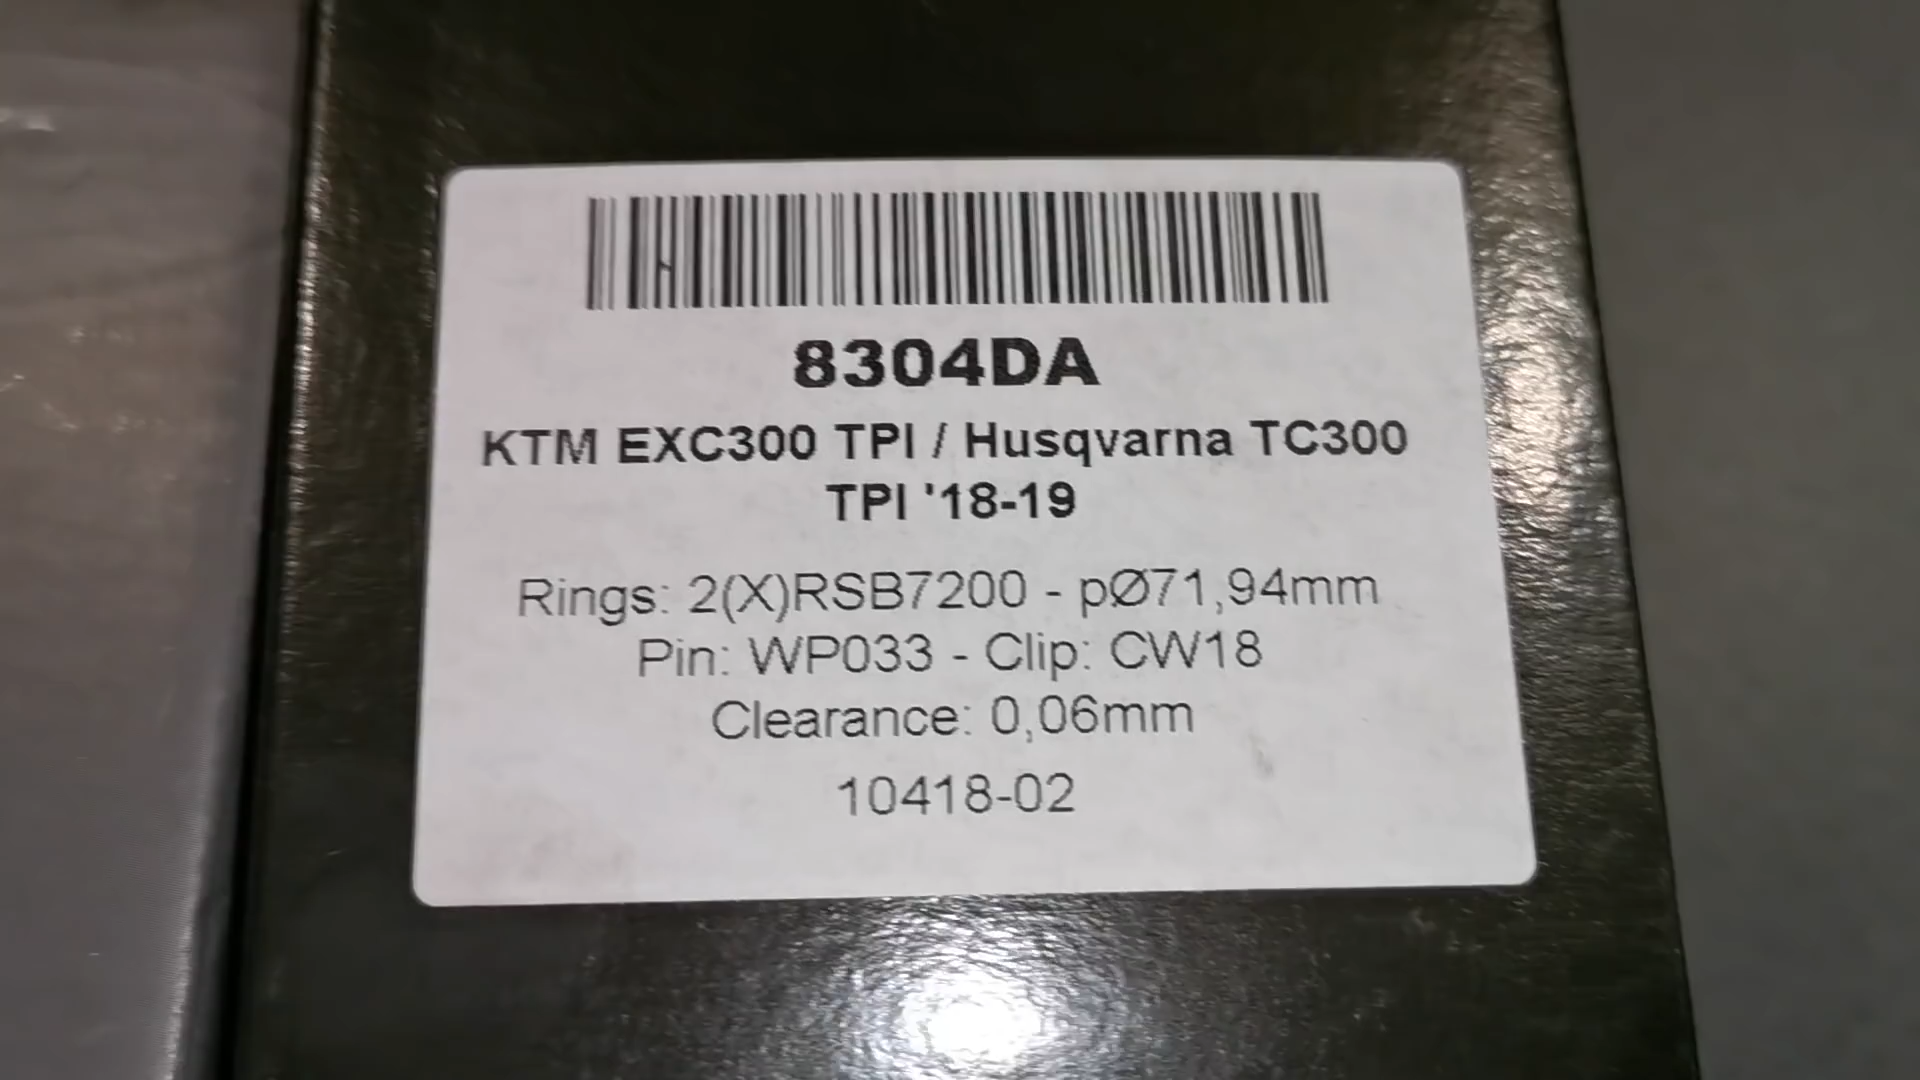 8304DA
KTM EXC300 TPI / Husqvarna TC300
TPI '18-19
Rings: 2(X)RSB7200 - pØ71,94mm
Pin: WP033 - Clip: CW18
Clearance: 0,06mm
10418-02